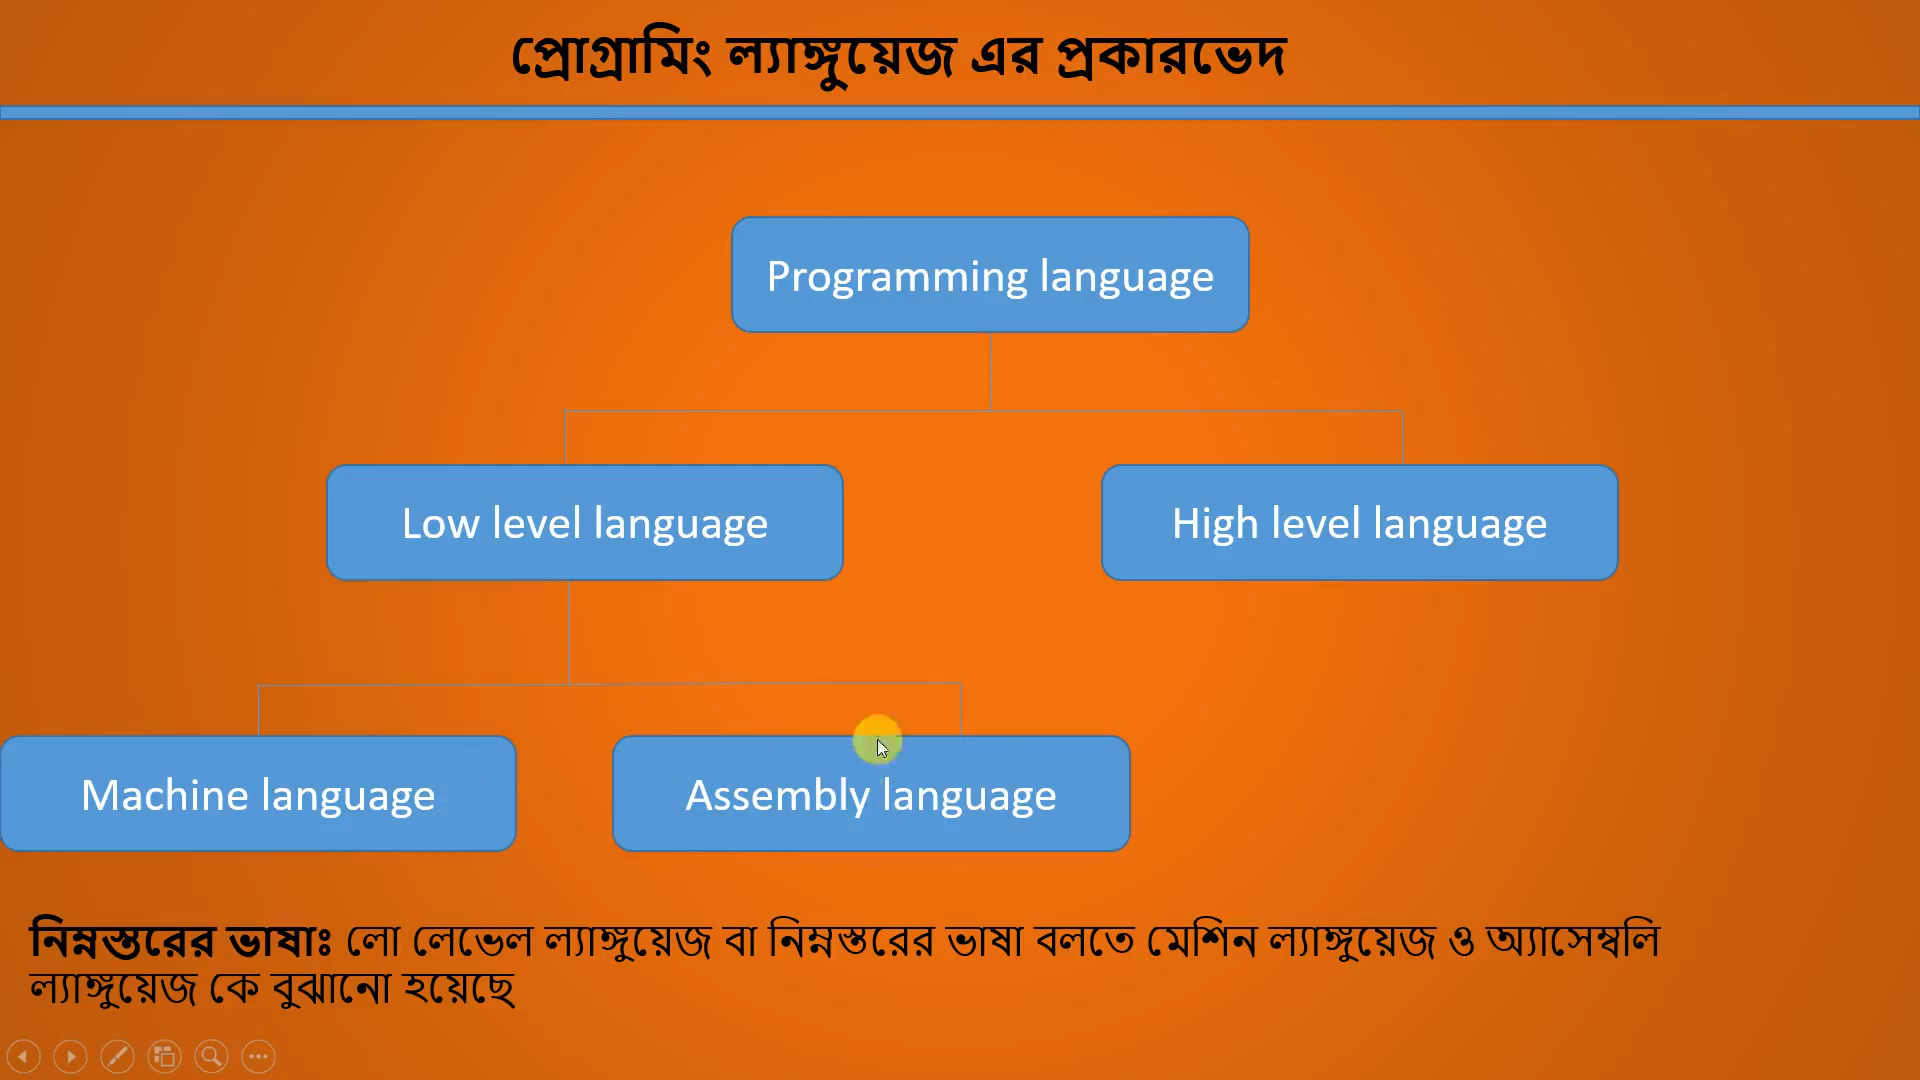 প্রোগ্রামিং ল্যাঙ্গুয়েজ এর প্রকারভেদ
Programming language
Low level language
High level language
Machine language
Assembly language
নিম্নস্তরের ভাষাঃ লো লেভেল ল্যাঙ্গুয়েজ বা নিম্নস্তরের ভাষা বলতে মেশিন ল্যাঙ্গুয়েজ ও অ্যাসেম্বলি
ল্যাঙ্গুয়েজ কে বুঝানো হয়েছে